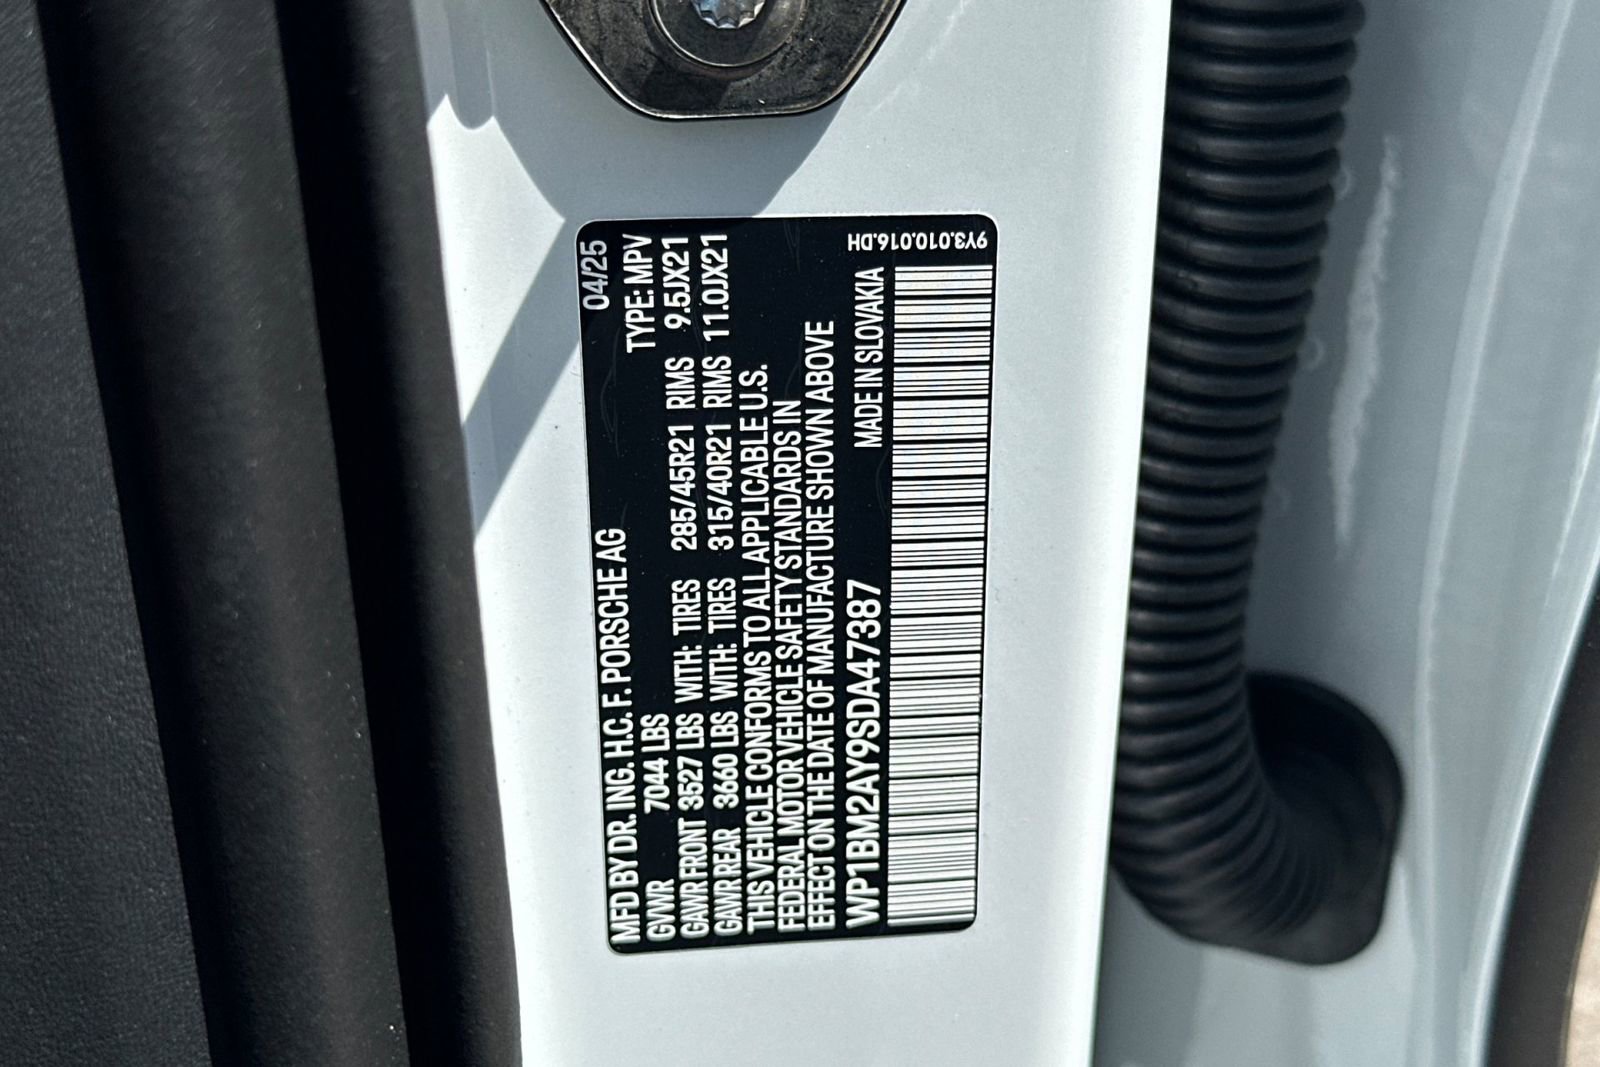 04/25
MFD BY DR. ING. H.C. F. PORSCHE AG
GVWR 7044 LBS TYPE: MPV
GAWR FRONT 3527 LBS WITH: TIRES 285/45R21 RIMS 9.5JX21
GAWR REAR 3660 LBS WITH: TIRES 315/40R21 RIMS 11.0JX21
THIS VEHICLE CONFORMS TO ALL APPLICABLE U.S.
FEDERAL MOTOR VEHICLE SAFETY STANDARDS IN
EFFECT ON THE DATE OF MANUFACTURE SHOWN ABOVE
WP1BM2AY9SDA47387 MADE IN SLOVAKIA
9Y3.010.016.DH